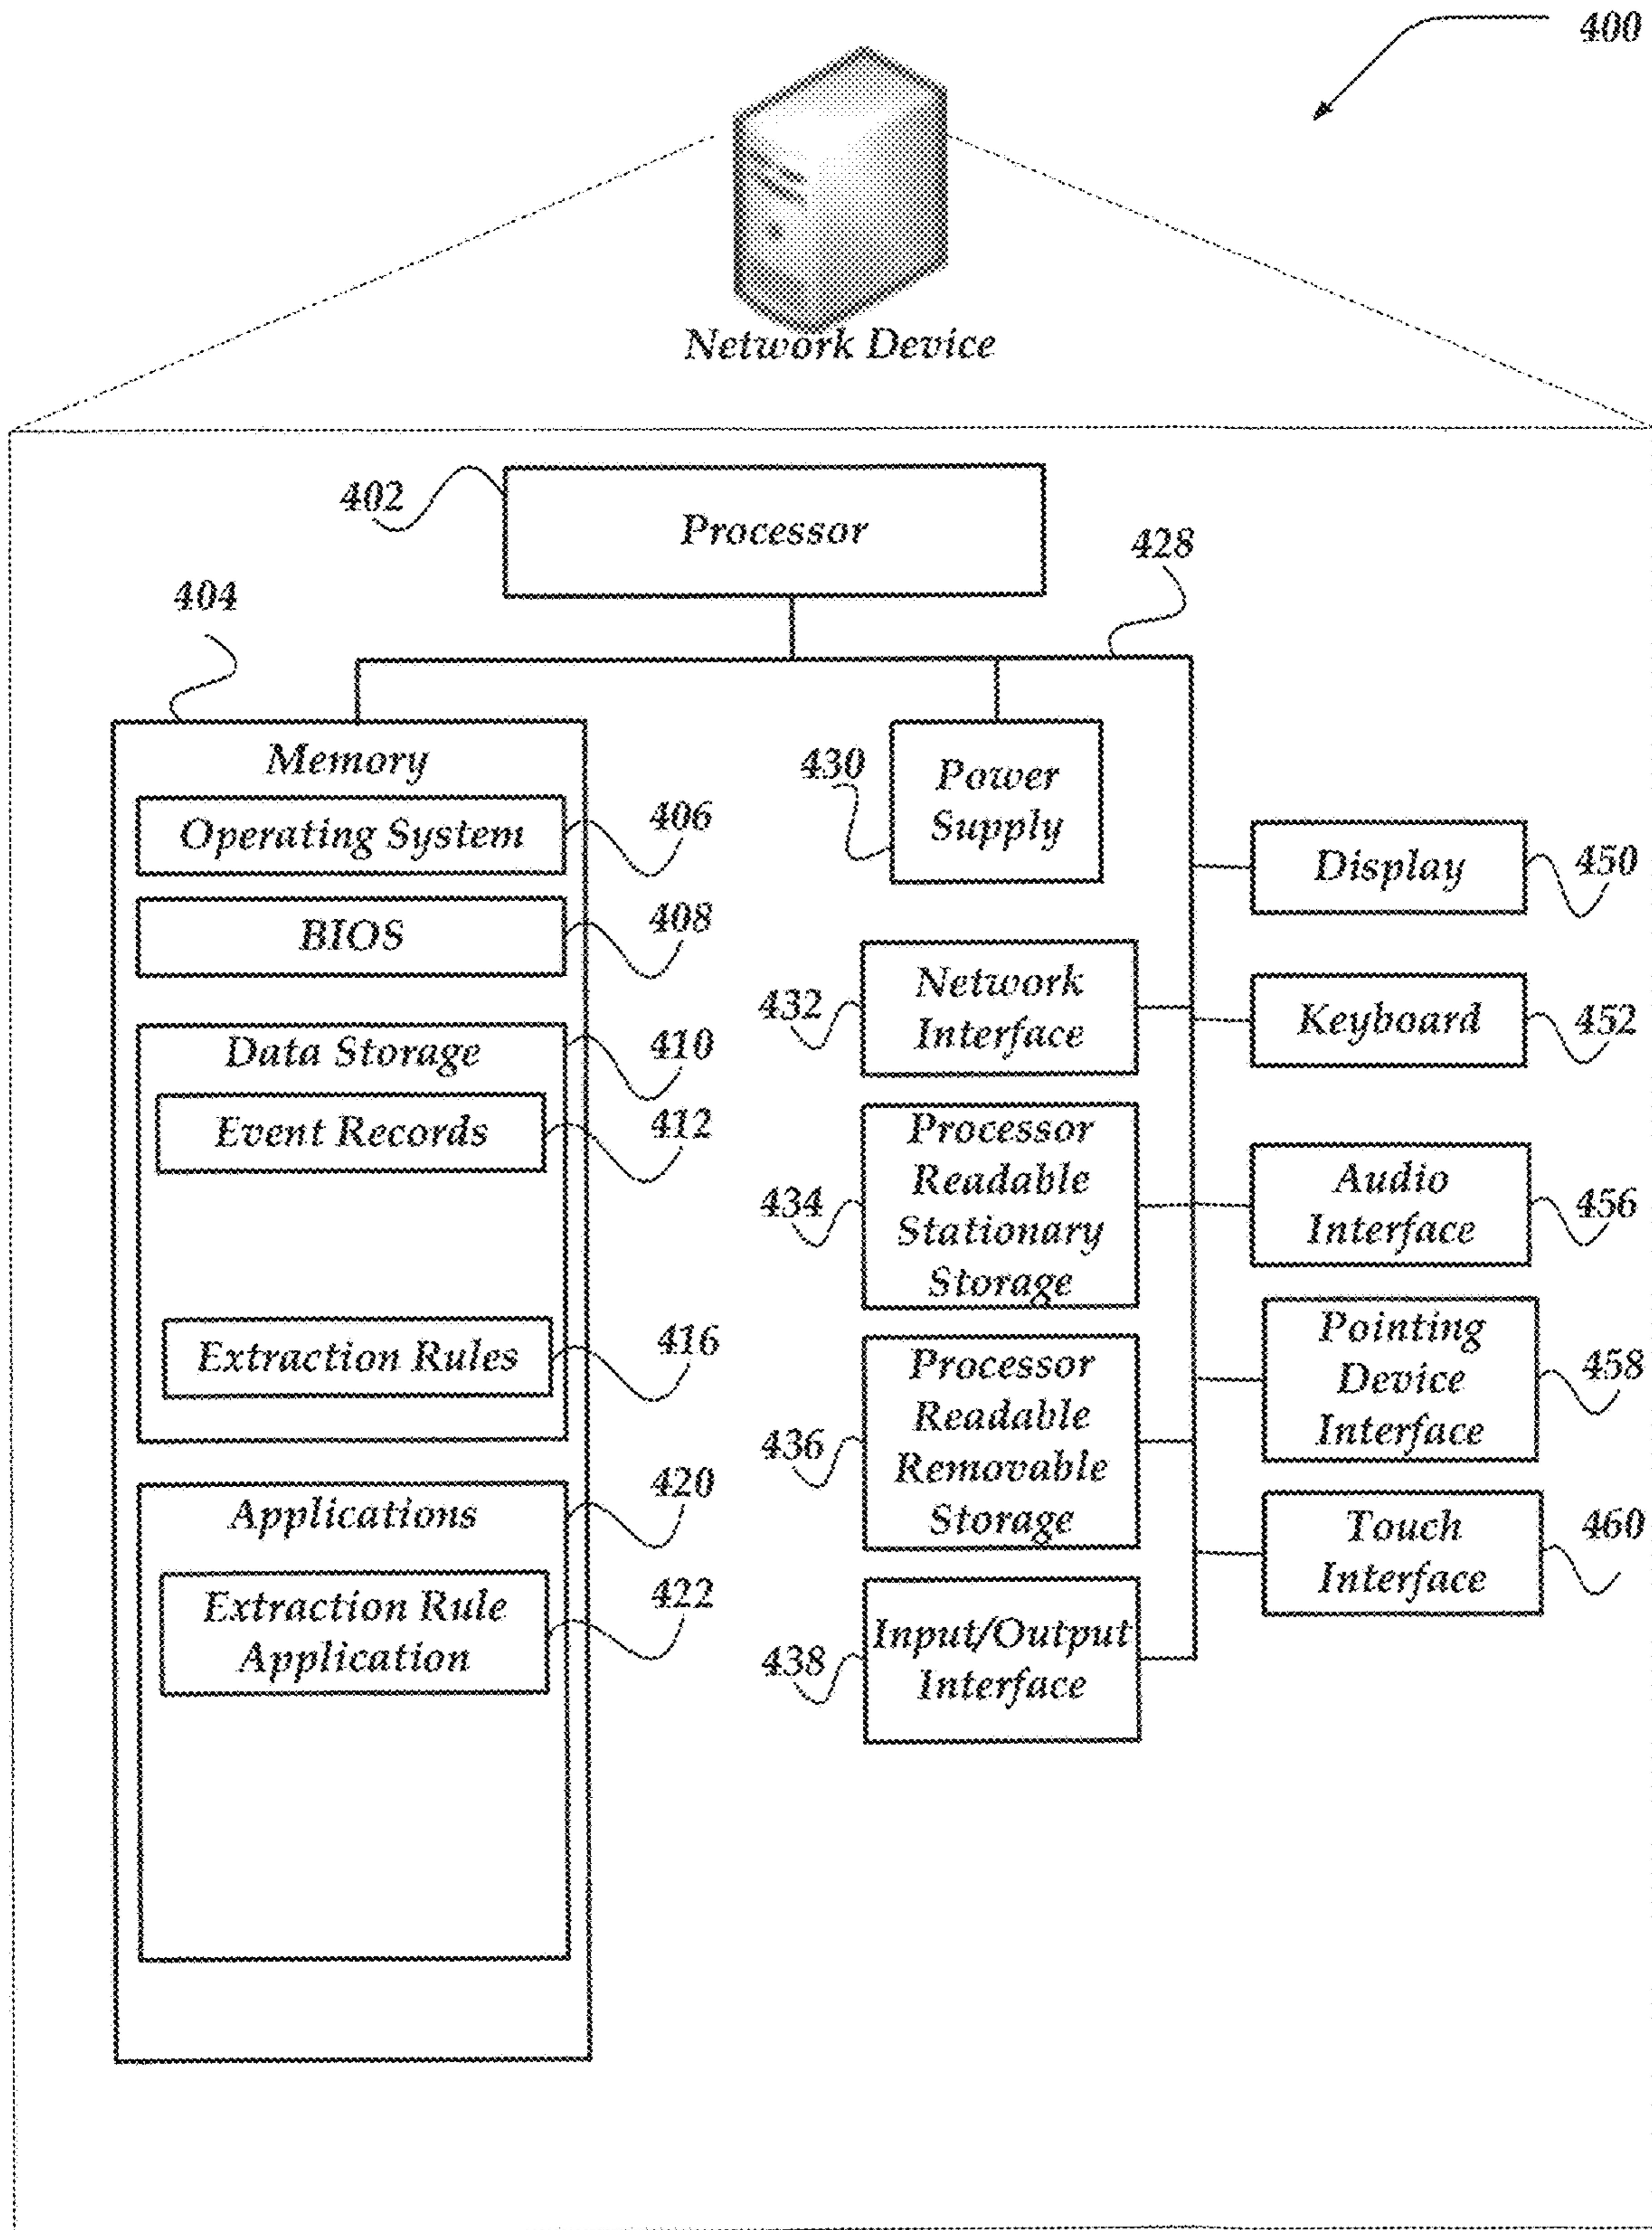 400
Network Device
402
Processor
428
404
Memory
Operating System
406
BIOS
408
Data Storage
410
Event Records
412
Extraction Rules
416
Applications
420
Extraction Rule
Application
422
430
Power
Supply
432
Network
Interface
434
Processor
Readable
Stationary
Storage
436
Processor
Readable
Removable
Storage
438
Input/Output
Interface
Display
450
Keyboard
452
Audio
Interface
456
Pointing
Device
Interface
458
Touch
Interface
460